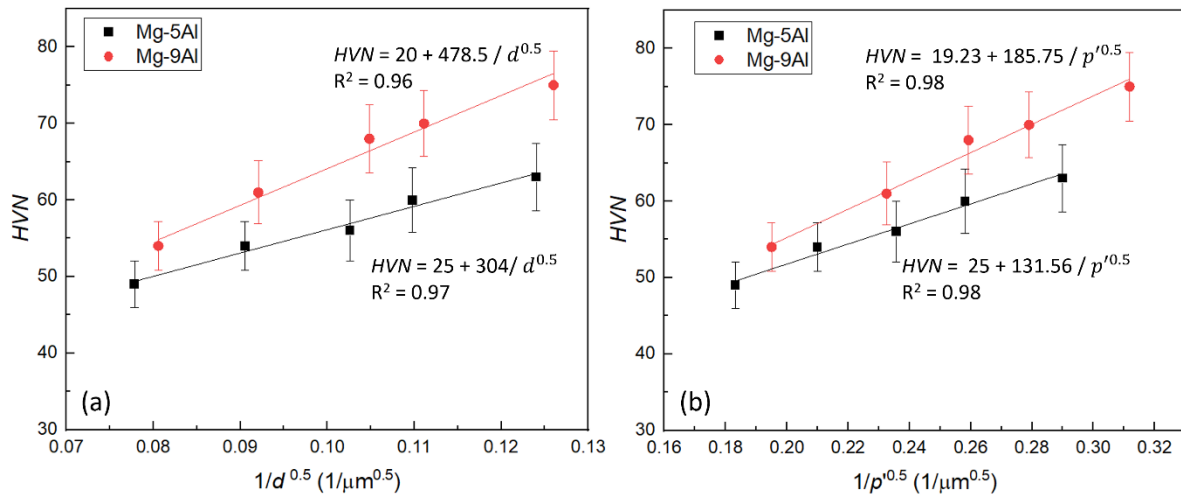 Mg-5Al
Mg-9Al
HVN = 20 + 478.5 / d^0.5
R² = 0.96
HVN = 25 + 304/ d^0.5
R² = 0.97
HVN
80
70
60
50
40
30
(a)
0.07 0.08 0.09 0.10 0.11 0.12 0.13
1/d^0.5 (1/μm^0.5)
Mg-5Al
Mg-9Al
HVN = 19.23 + 185.75 / p′^0.5
R² = 0.98
HVN = 25 + 131.56 / p′^0.5
R² = 0.98
HVN
80
70
60
50
40
30
(b)
0.16 0.18 0.20 0.22 0.24 0.26 0.28 0.30 0.32
1/p'^0.5 (1/μm^0.5)